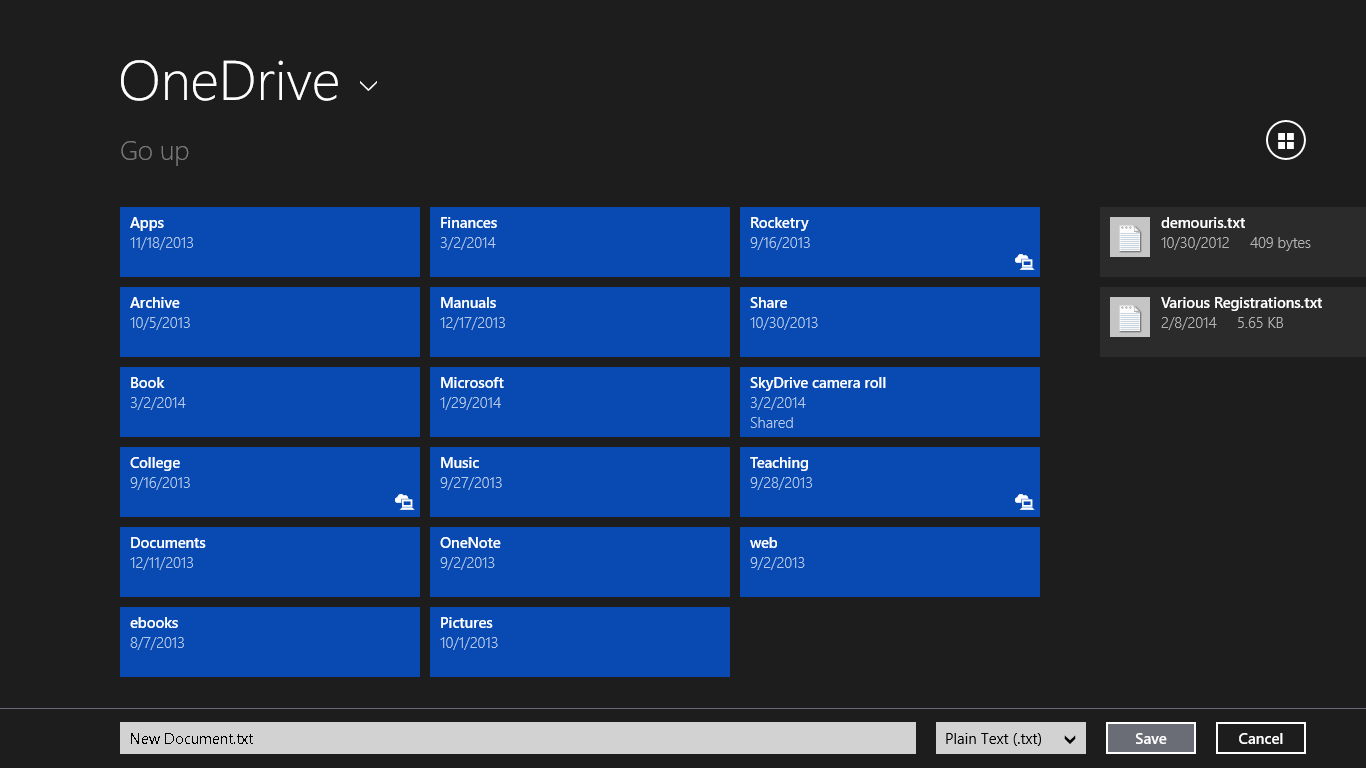 OneDrive
Go up
Apps
11/18/2013
Archive
10/5/2013
Book
3/2/2014
College
9/16/2013
Documents
12/11/2013
ebooks
8/7/2013
Finances
3/2/2014
Manuals
12/17/2013
Microsoft
1/29/2014
Music
9/27/2013
OneNote
9/2/2013
Pictures
10/1/2013
Rocketry
9/16/2013
Share
10/30/2013
SkyDrive camera roll
3/2/2014
Shared
Teaching
9/28/2013
web
9/2/2013
demouris.txt
10/30/2012 409 bytes
Various Registrations.txt
2/8/2014 5.65 KB
New Document.txt
Plain Text (.txt)
Save
Cancel